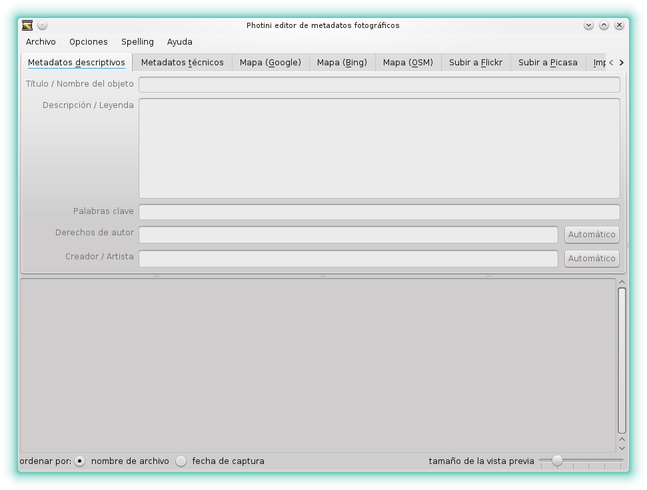 Photini editor de metadatos fotográficos
Archivo Opciones Spelling Ayuda
Metadatos descriptivos Metadatos técnicos Mapa (Google) Mapa (Bing) Mapa (OSM) Subir a Flickr Subir a Picasa
Título / Nombre del objeto
Descripción / Leyenda
Palabras clave
Derechos de autor Automático
Creador / Artista Automático
ordenar por: nombre de archivo fecha de captura tamaño de la vista previa